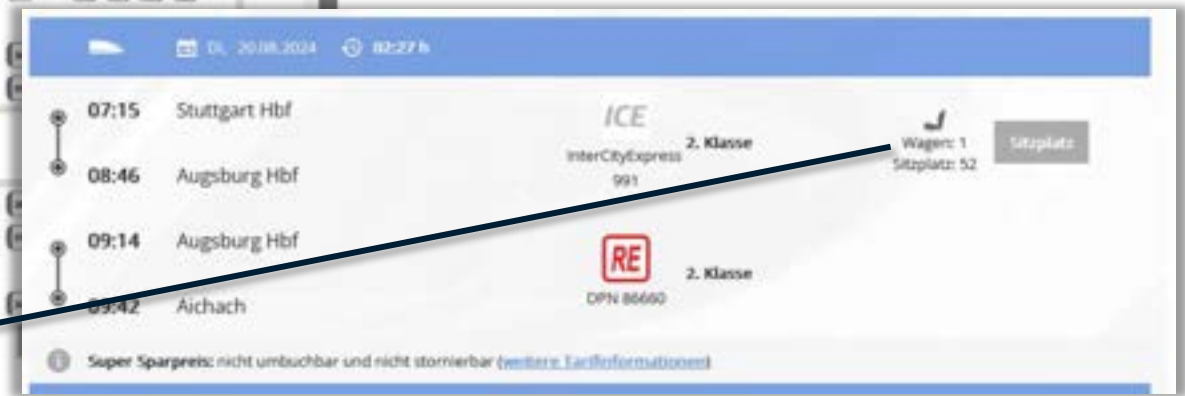 Di, 20.08.2024 02:27 h
07:15 Stuttgart Hbf
ICE
InterCityExpress
991
2. Klasse
Wagen: 1
Sitzplatz: 52
Sitzplatz
08:46 Augsburg Hbf
09:14 Augsburg Hbf
RE
DPN 86660
2. Klasse
09:42 Aichach
Super Sparpreis: nicht umbuchbar und nicht stornierbar (weitere Tarifinformationen)